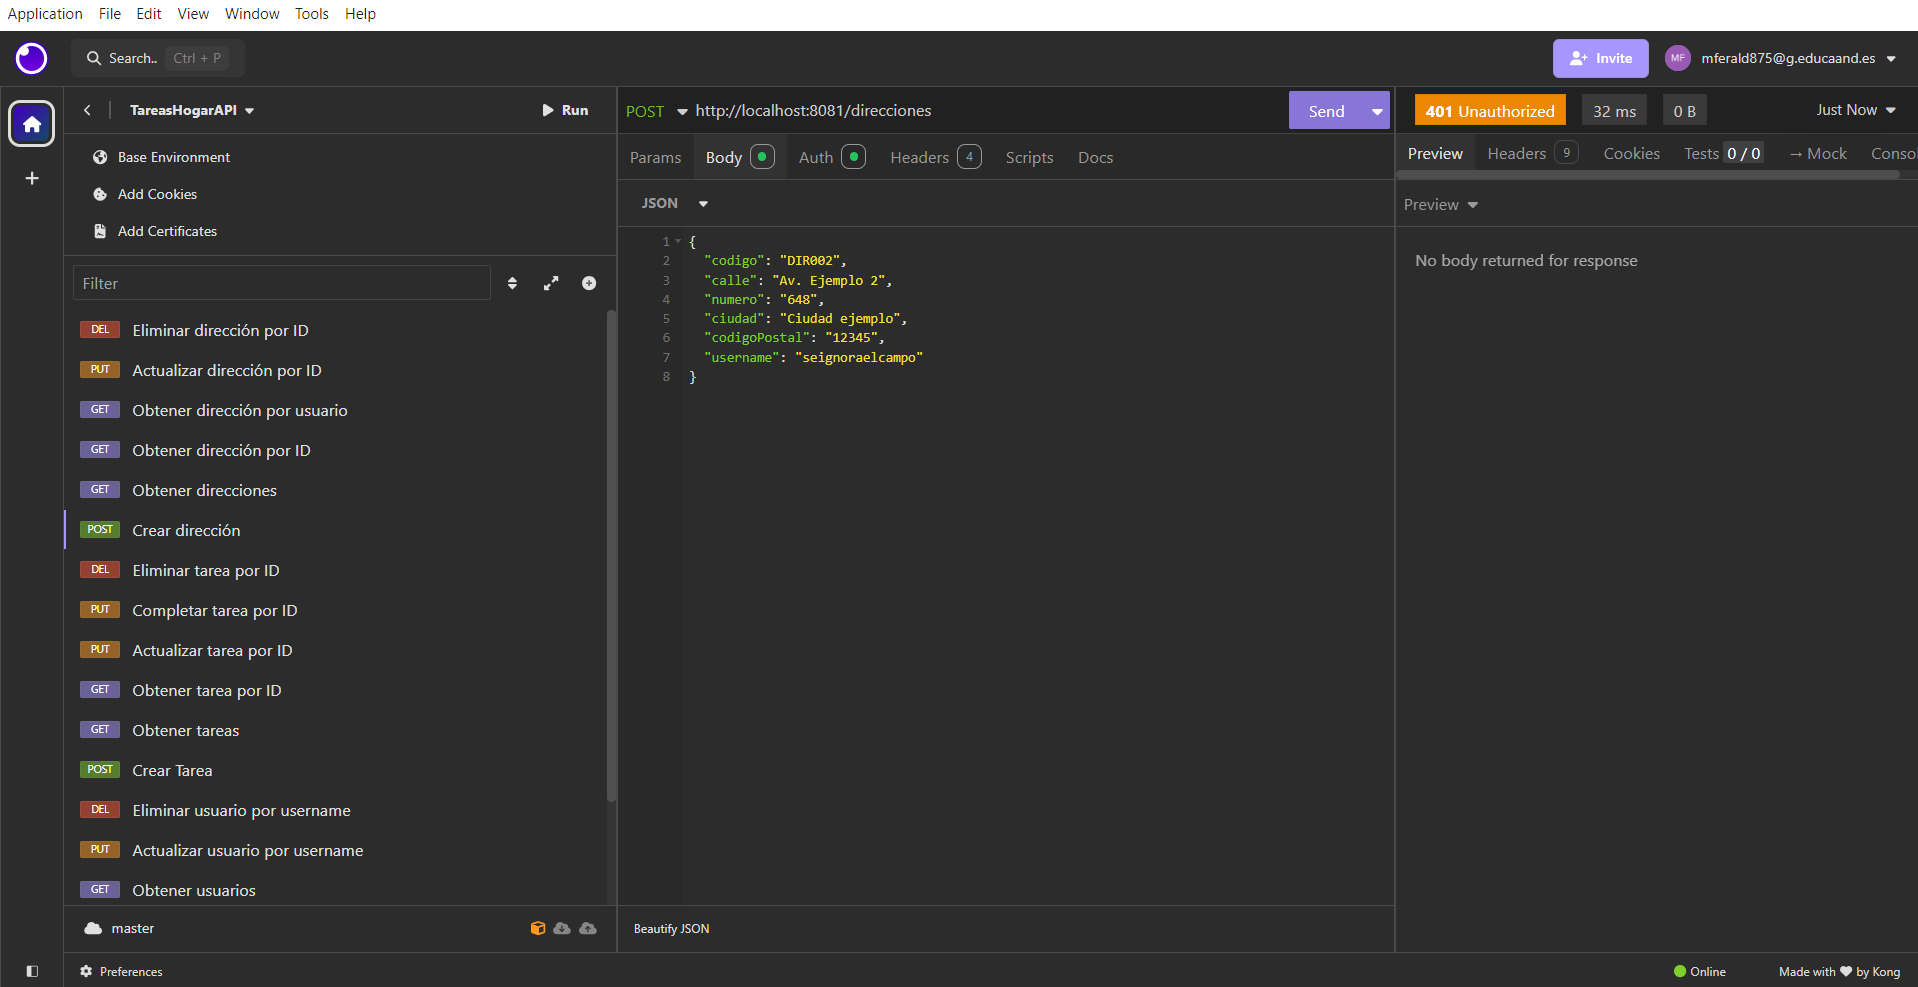 Application File Edit View Window Tools Help
Search.. Ctrl + P
Invite
MF
mferald875@g.educaand.es
TareasHogarAPI
Run
Base Environment
Add Cookies
Add Certificates
Filter
DEL Eliminar dirección por ID
PUT Actualizar dirección por ID
GET Obtener dirección por usuario
GET Obtener dirección por ID
GET Obtener direcciones
POST Crear dirección
DEL Eliminar tarea por ID
PUT Completar tarea por ID
PUT Actualizar tarea por ID
GET Obtener tarea por ID
GET Obtener tareas
POST Crear Tarea
DEL Eliminar usuario por username
PUT Actualizar usuario por username
GET Obtener usuarios
master
Preferences
POST http://localhost:8081/direcciones
Send
Params Body Auth Headers 4 Scripts Docs
JSON
1 {
2 "codigo": "DIR002",
3 "calle": "Av. Ejemplo 2",
4 "numero": "648",
5 "ciudad": "Ciudad ejemplo",
6 "codigoPostal": "12345",
7 "username": "seignoraelcampo"
8 }
Beautify JSON
401 Unauthorized 32 ms 0 B Just Now
Preview Headers 9 Cookies Tests 0 / 0 → Mock Conso
Preview
No body returned for response
Online
Made with ♥ by Kong